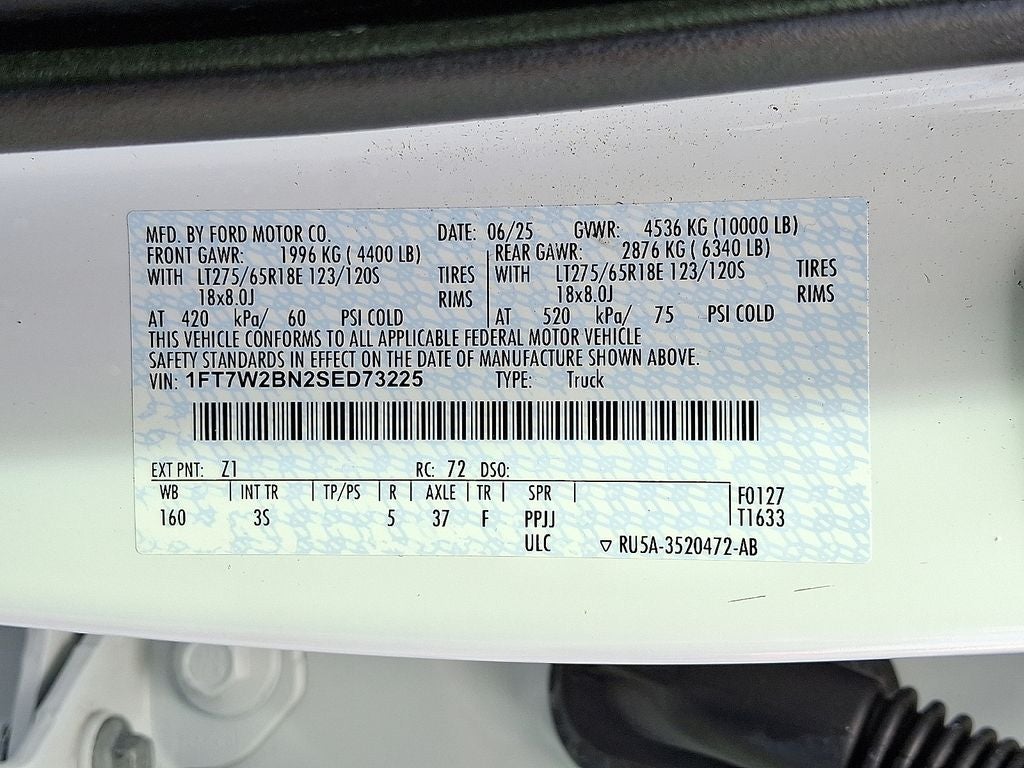 MFD. BY FORD MOTOR CO. DATE: 06/25 GVWR: 4536 KG (10000 LB)
FRONT GAWR: 1996 KG ( 4400 LB) REAR GAWR: 2876 KG ( 6340 LB)
WITH LT275/65R18E 123/120S TIRES WITH LT275/65R18E 123/120S TIRES
18x8.0J RIMS 18x8.0J RIMS
AT 420 kPa/ 60 PSI COLD AT 520 kPa/ 75 PSI COLD
THIS VEHICLE CONFORMS TO ALL APPLICABLE FEDERAL MOTOR VEHICLE
SAFETY STANDARDS IN EFFECT ON THE DATE OF MANUFACTURE SHOWN ABOVE.
VIN: 1FT7W2BN2SED73225 TYPE: Truck
EXT PNT: Z1 RC: 72 DSO:
WB INT TR TP/PS R AXLE TR SPR F0127
160 3S 5 37 F PPJJ T1633
ULC ▽ RU5A-3520472-AB